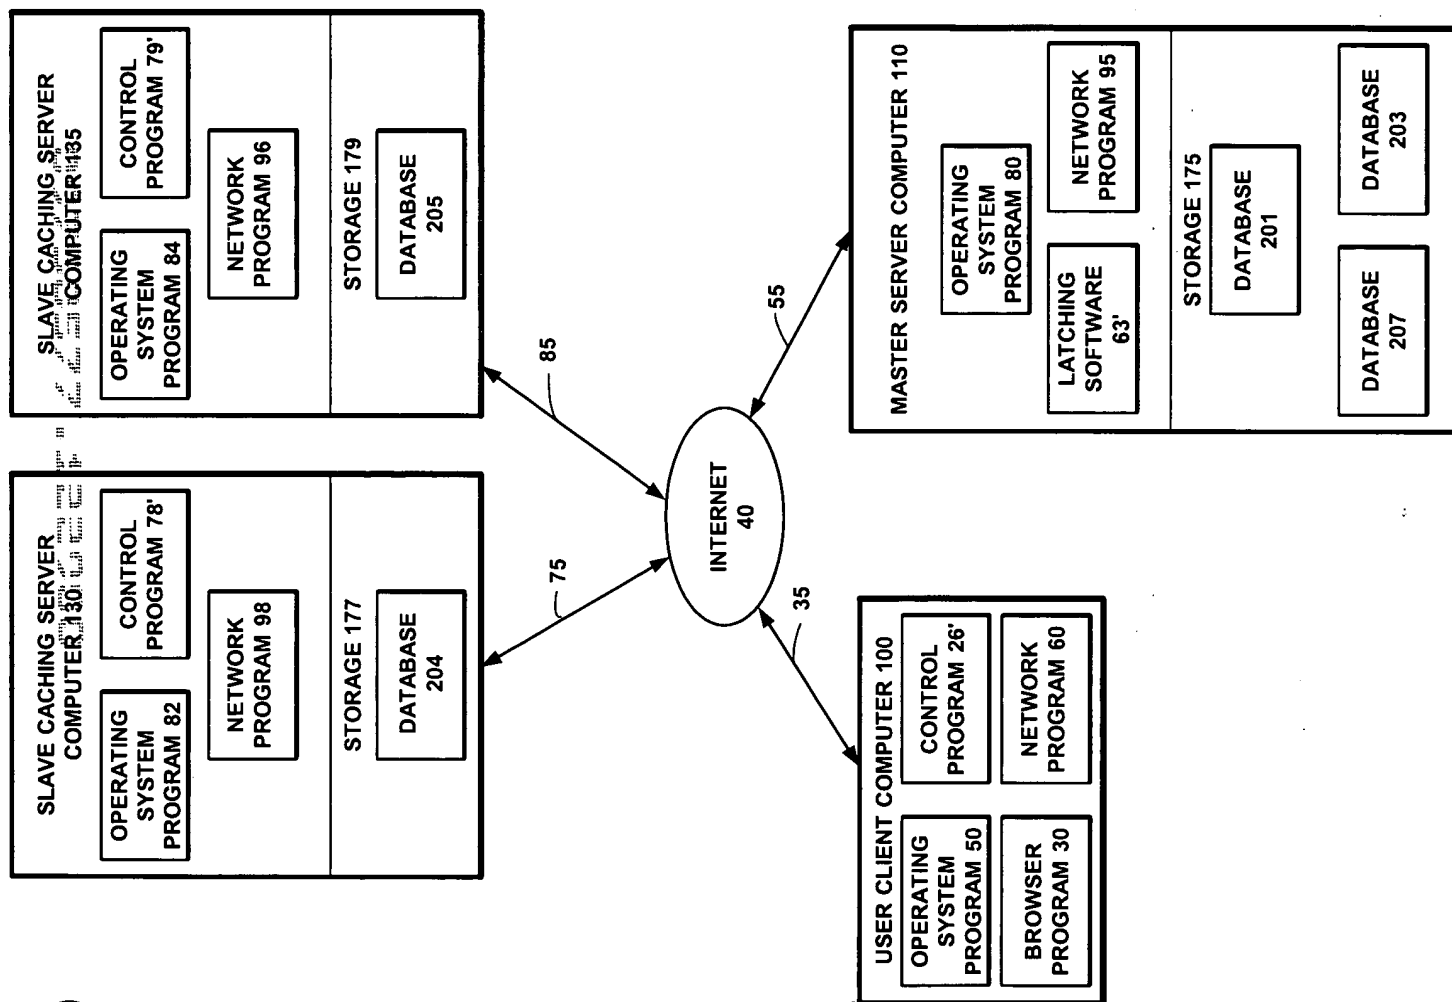 SLAVE CACHING SERVER
COMPUTER 130
OPERATING
SYSTEM
PROGRAM 82
CONTROL
PROGRAM 78'
NETWORK
PROGRAM 98
STORAGE 177
DATABASE
204
SLAVE CACHING SERVER
COMPUTER 135
OPERATING
SYSTEM
PROGRAM 84
CONTROL
PROGRAM 79'
NETWORK
PROGRAM 96
STORAGE 179
DATABASE
205
75
85
INTERNET
40
35
55
USER CLIENT COMPUTER 100
OPERATING
SYSTEM
PROGRAM 50
CONTROL
PROGRAM 26'
BROWSER
PROGRAM 30
NETWORK
PROGRAM 60
MASTER SERVER COMPUTER 110
OPERATING
SYSTEM
PROGRAM 80
LATCHING
SOFTWARE
63'
NETWORK
PROGRAM 95
STORAGE 175
DATABASE
201
DATABASE
207
DATABASE
203